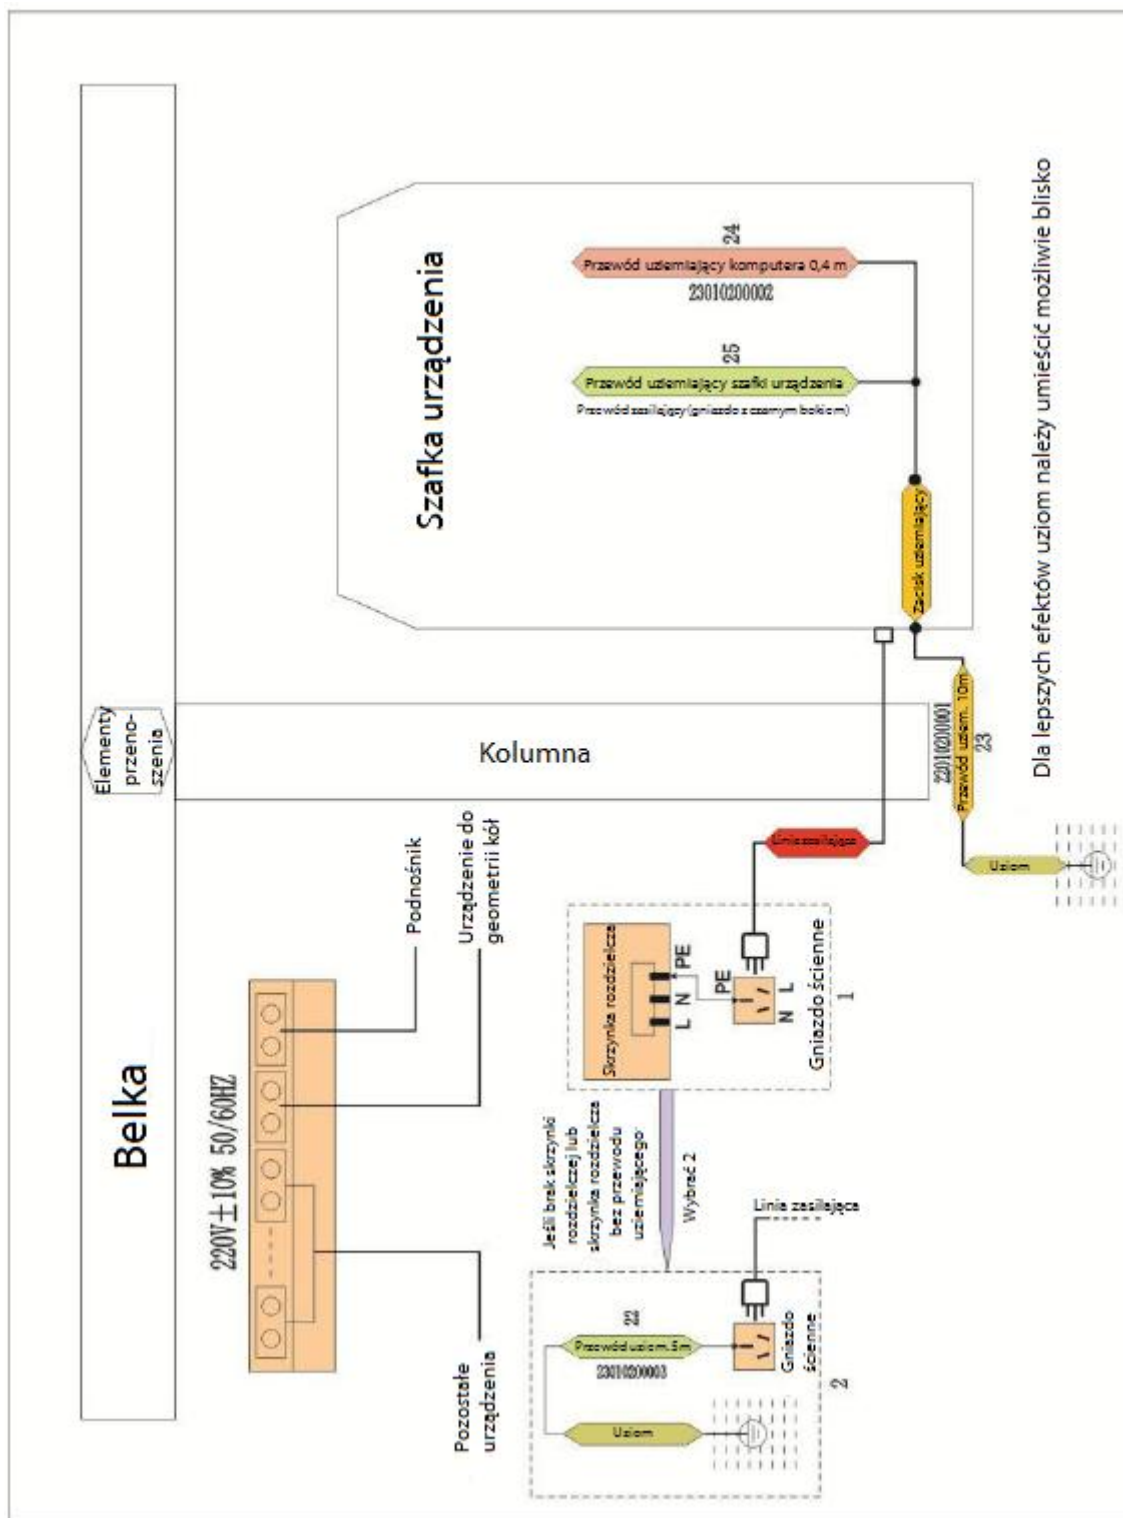 Belka
Elementy
przeno-
szenia
220V±10% 50/60HZ
Pozostałe
urządzenia
Urządzenie do
geometrii kół
Podnośnik
Kolumna
Szafka urządzenia
24
Przewód uziemiający komputera 0,4 m
23010200002
25
Przewód uziemiający szafki urządzenia
Przewód zasilający (gniazdo z czarnym bokiem)
Zacisk uziemiający
22010200001
Przewód uziem. 10m
23
Uziom
Linia zasilająca
Skrzynka rozdzielcza
L N PE
PE
N L
Gniazdo ścienne
1
Jeśli brak skrzynki
rozdzielczej lub
skrzynka rozdzielcza
bez przewodu
uziemiającego
Wybrać 2
Linia zasilająca
22
Przewód uziom. 5m
23010200003
Uziom
Gniazdo
ścienne
2
Dla lepszych efektów uziom należy umieścić możliwie blisko